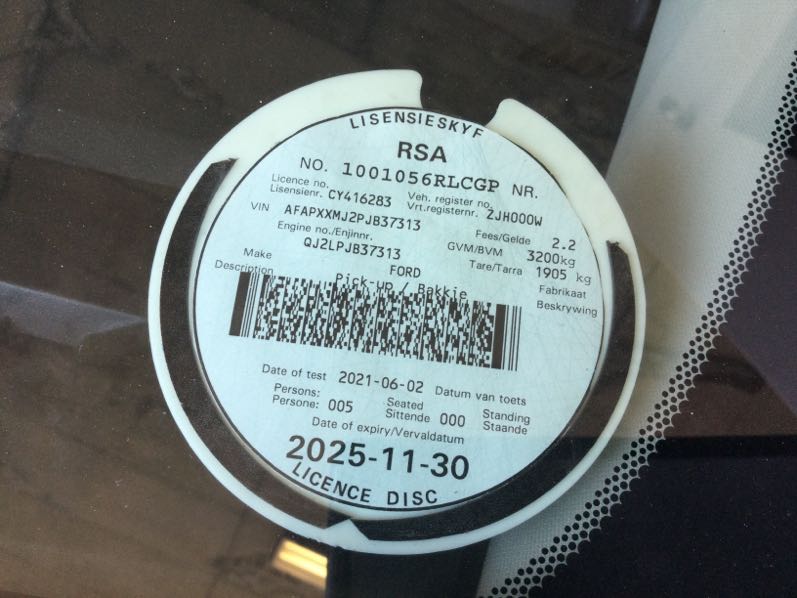 LISENSIESKYF
RSA
NO. 1001056RLCGP NR.
Licence no. Veh. register no.
Lisensienr. CY416283 Vrt.registernr. ZJH000W
VIN AFAPXXMJ2PJB37313 Fees/Gelde 2.2
Engine no./Enjinnr. GVM/BVM 3200kg
QJ2LPJB37313 Tare/Tarra 1905 kg
Make FORD Fabrikaat
Description Pick-up / Bakkie Beskrywing
Date of test 2021-06-02 Datum van toets
Persons: Seated Standing
Persone: 005 Sittende 000 Staande
Date of expiry/Vervaldatum
2025-11-30
LICENCE DISC